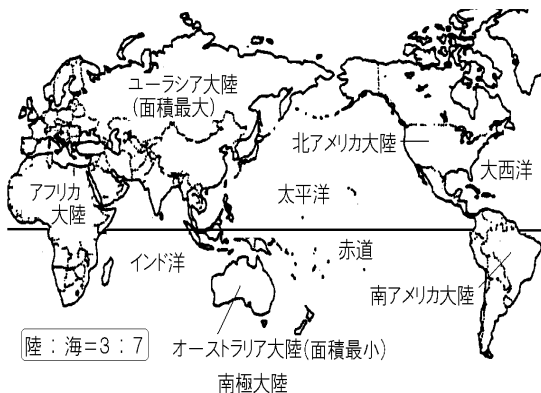 ユーラシア大陸
(面積最大)
北アメリカ大陸
大西洋
アフリカ
大陸
太平洋
インド洋
赤道
南アメリカ大陸
陸:海=3:7
オーストラリア大陸(面積最小)
南極大陸